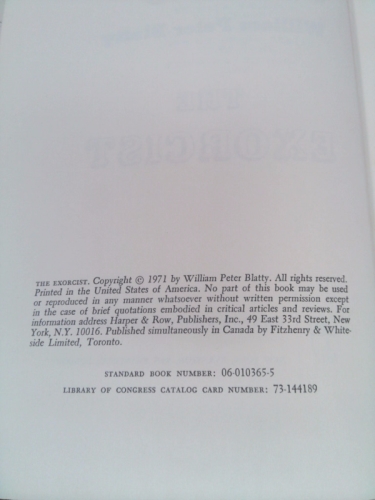 THE EXORCIST. Copyright © 1971 by William Peter Blatty. All rights reserved.
Printed in the United States of America. No part of this book may be used
or reproduced in any manner whatsoever without written permission except
in the case of brief quotations embodied in critical articles and reviews. For
information address Harper & Row, Publishers, Inc., 49 East 33rd Street, New
York, N.Y. 10016. Published simultaneously in Canada by Fitzhenry & White-
side Limited, Toronto.
STANDARD BOOK NUMBER: 06-010365-5
LIBRARY OF CONGRESS CATALOG CARD NUMBER: 73-144189